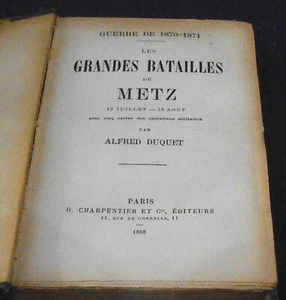 GUERRE DE 1870-1871
LES
GRANDES BATAILLES
DE
METZ
19 JUILLET — 18 AOUT
avec cinq cartes des opérations militaires
PAR
ALFRED DUQUET
PARIS
G. CHARPENTIER ET Cie, ÉDITEURS
11, RUE DE GRENELLE, 11
1888